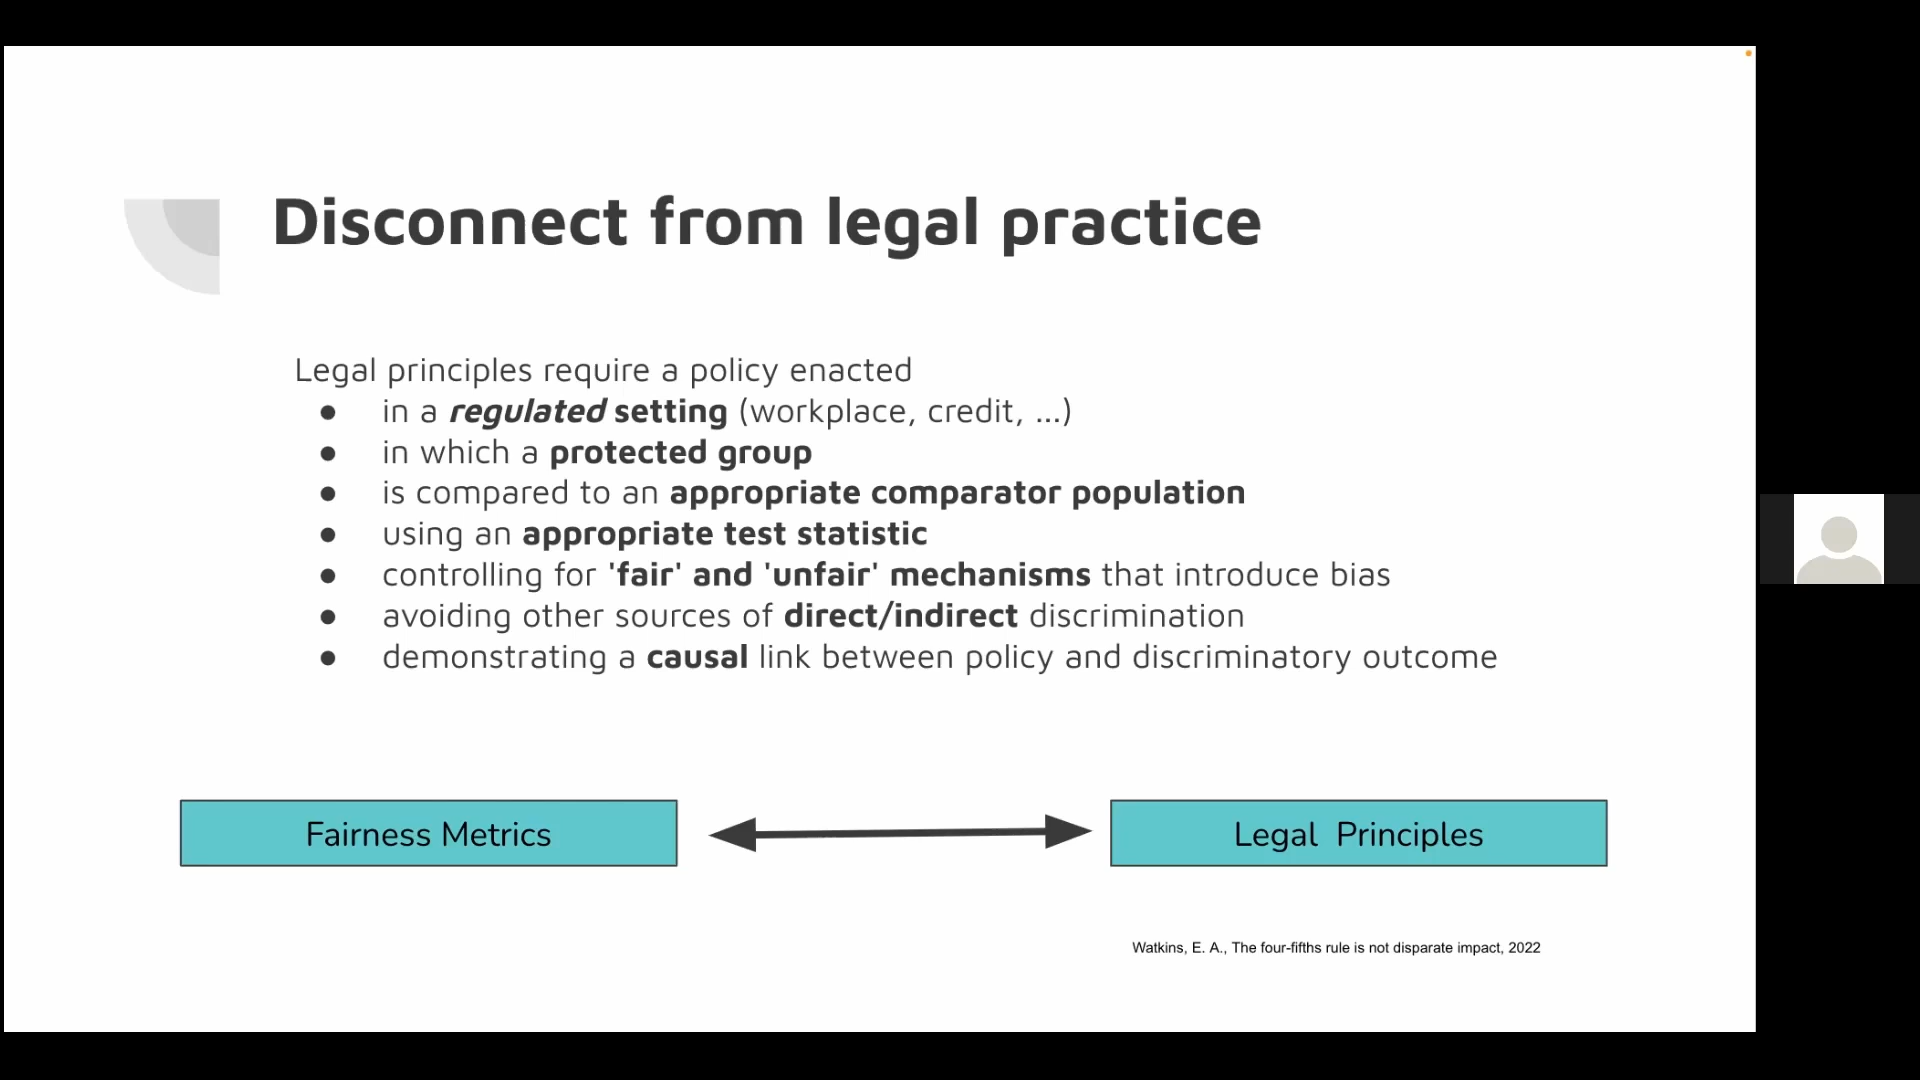 Disconnect from legal practice
Legal principles require a policy enacted
● in a regulated setting (workplace, credit, ...)
● in which a protected group
● is compared to an appropriate comparator population
● using an appropriate test statistic
● controlling for 'fair' and 'unfair' mechanisms that introduce bias
● avoiding other sources of direct/indirect discrimination
● demonstrating a causal link between policy and discriminatory outcome
Fairness Metrics
Legal Principles
Watkins, E. A., The four-fifths rule is not disparate impact, 2022